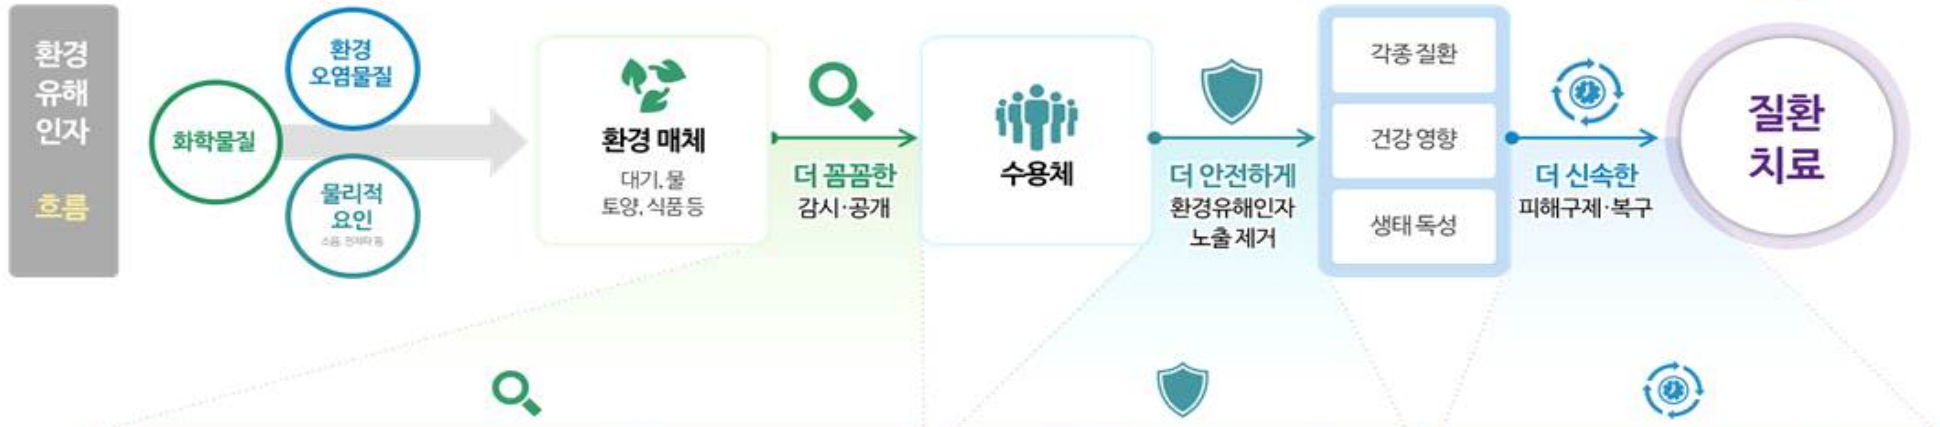 환경
유해
인자
흐름
화학물질
환경
오염물질
물리적
요인
환경 매체
대기, 물
토양, 식품 등
더 꼼꼼한
감시·공개
수용체
더 안전하게
환경유해인자
노출 제거
각종 질환
건강 영향
생태 독성
더 신속한
피해구제·복구
질환
치료